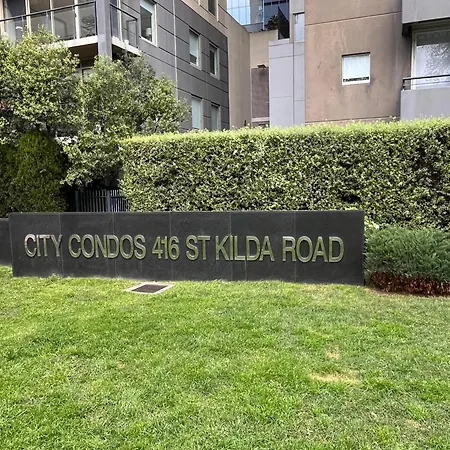 CITY CONDOS 416 ST KILDA ROAD